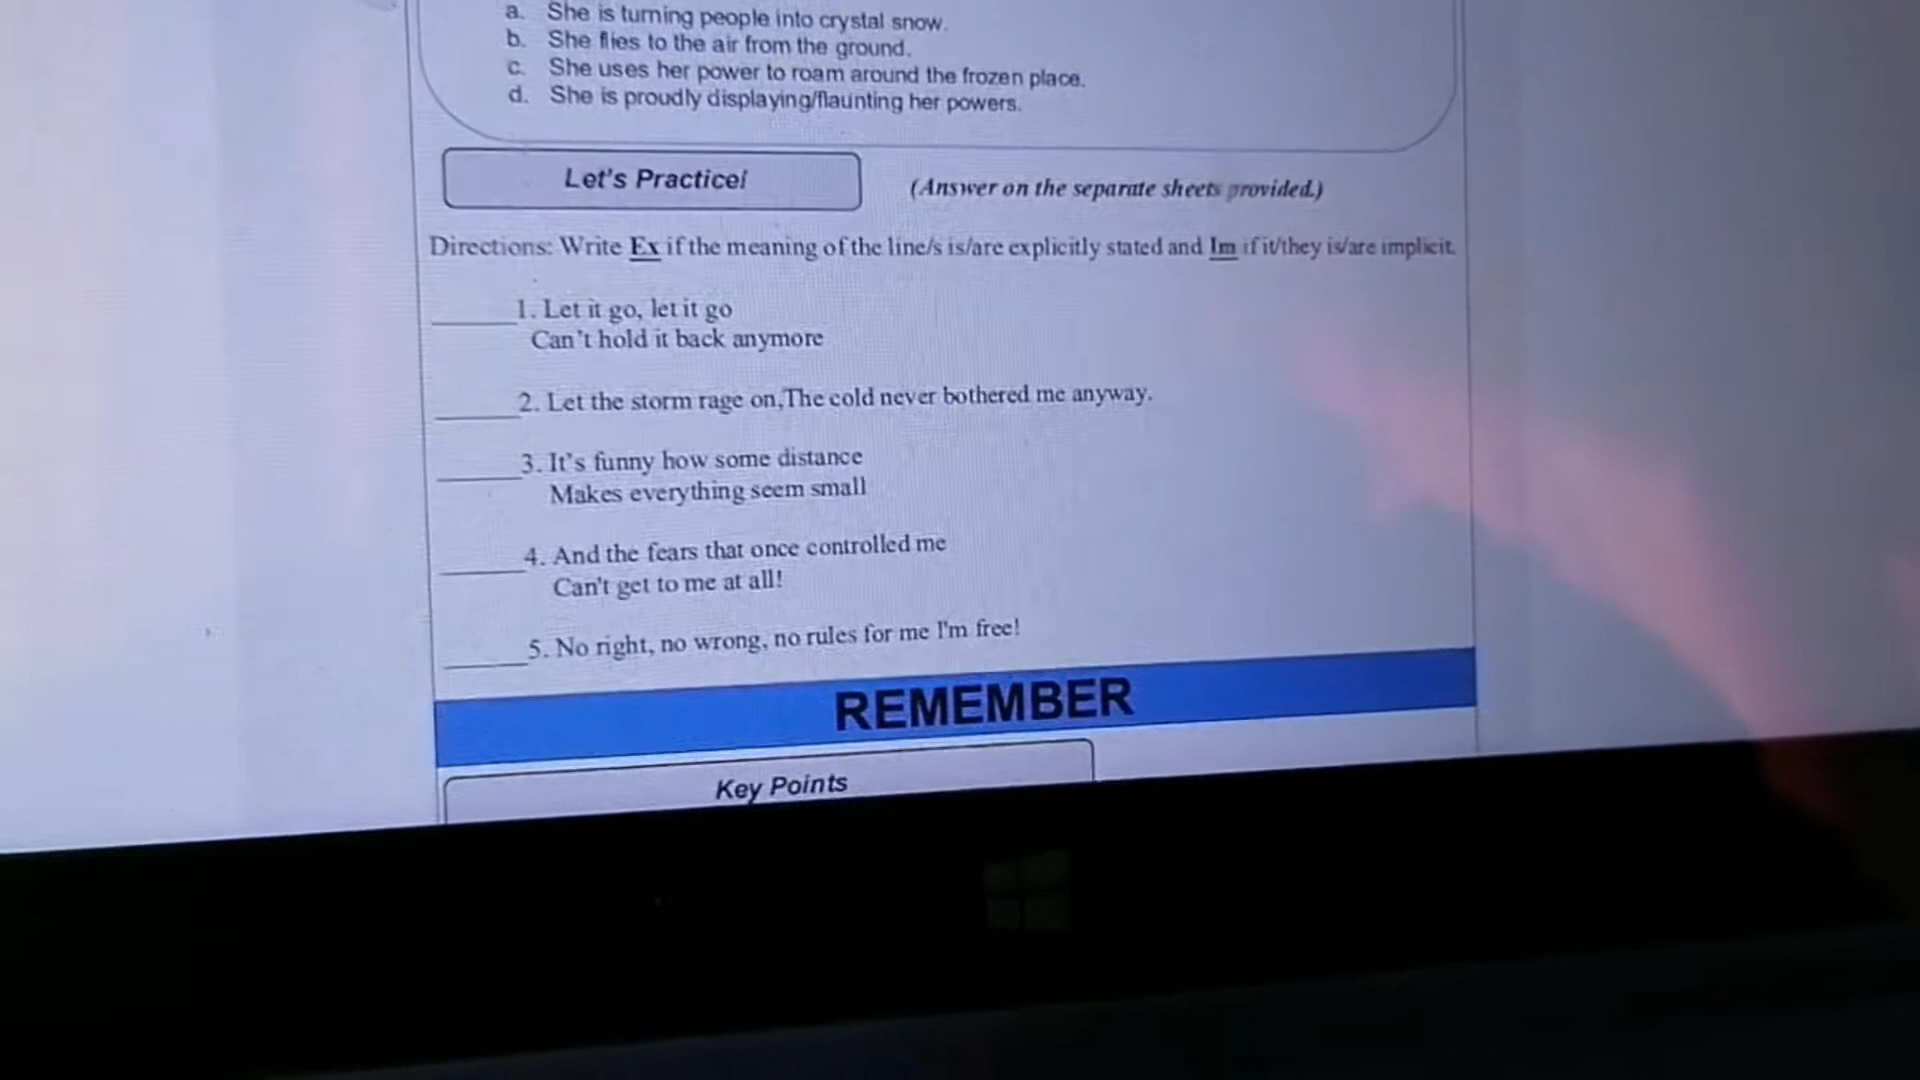 a. She is turning people into crystal snow.
b. She flies to the air from the ground.
c. She uses her power to roam around the frozen place.
d. She is proudly displaying/flaunting her powers.
Let's Practice!
(Answer on the separate sheets provided.)
Directions: Write Ex if the meaning of the line/s is/are explicitly stated and Im if it/they is/are implicit.
______1. Let it go, let it go
Can't hold it back anymore
______2. Let the storm rage on,The cold never bothered me anyway.
______3. It's funny how some distance
Makes everything seem small
______4. And the fears that once controlled me
Can't get to me at all!
______5. No right, no wrong, no rules for me I'm free!
REMEMBER
Key Points